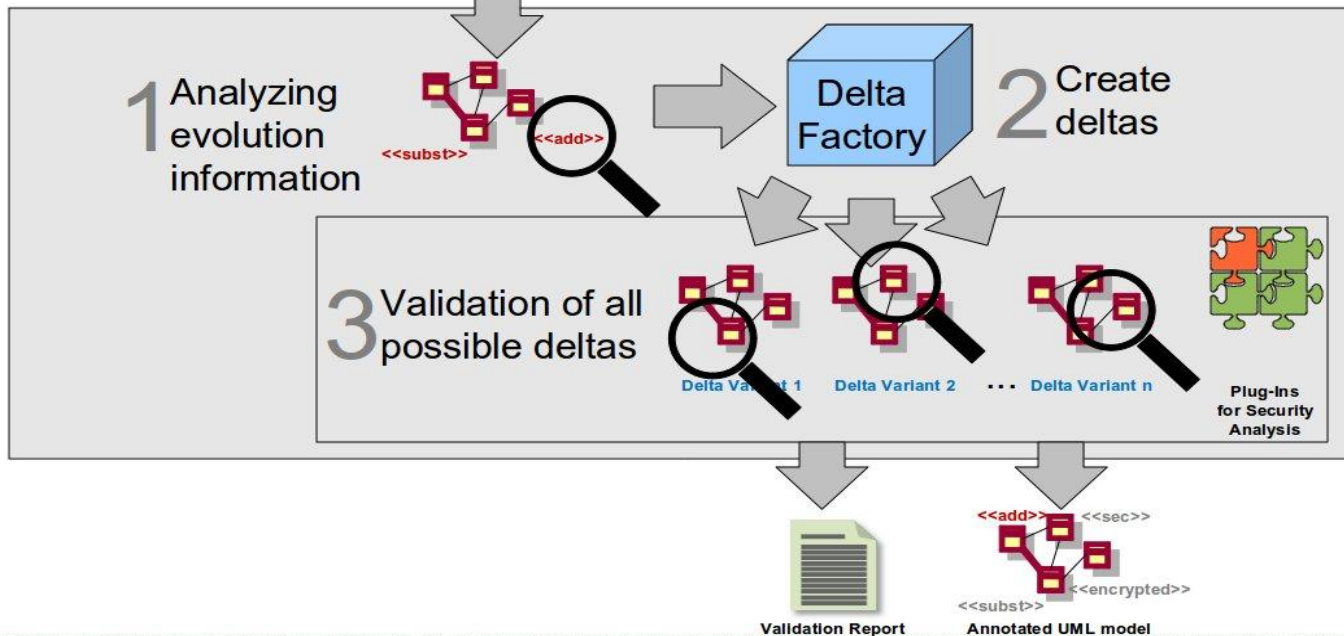 1 Analyzing
evolution
information
<<subst>>
<<add>>
Delta
Factory
2 Create
deltas
3 Validation of all
possible deltas
Delta Variant 1
Delta Variant 2
...
Delta Variant n
Plug-Ins
for Security
Analysis
Validation Report
<<add>>
<<sec>>
<<encrypted>>
<<subst>>
Annotated UML model